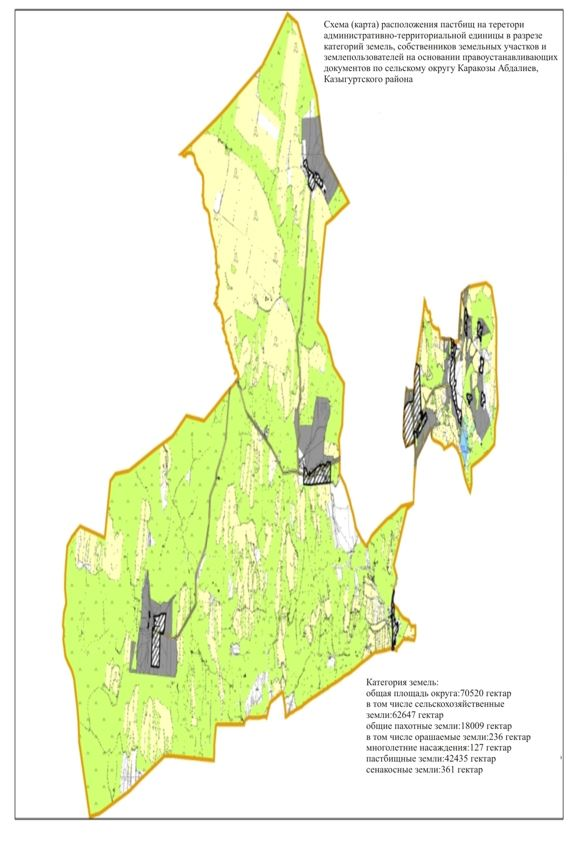 Схема (карта) расположения пастбищ на теретори
административно-территориальной единицы в разрезе
категорий земель, собственников земельных участков и
землепользователей на основании правоустанавливающих
документов по сельскому округу Каракозы Абдалиев,
Казыгуртского района
Категория земель:
общая площадь округа:70520 гектар
в том числе сельскохозяйственные
земли:62647 гектар
общие пахотные земли:18009 гектар
в том числе орашаемые земли:236 гектар
многолетние насаждения:127 гектар
пастбищные земли:42435 гектар
сенакосные земли:361 гектар